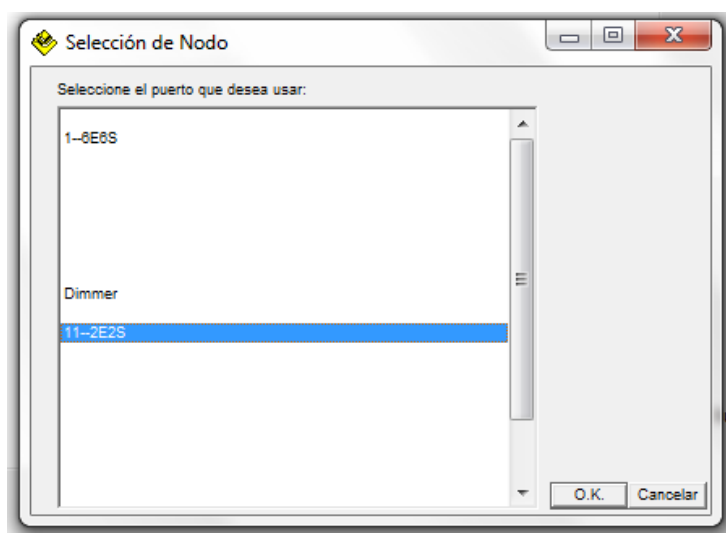 Selección de Nodo
Seleccione el puerto que desea usar:
1--6E6S
Dimmer
11--2E2S
O.K.
Cancelar